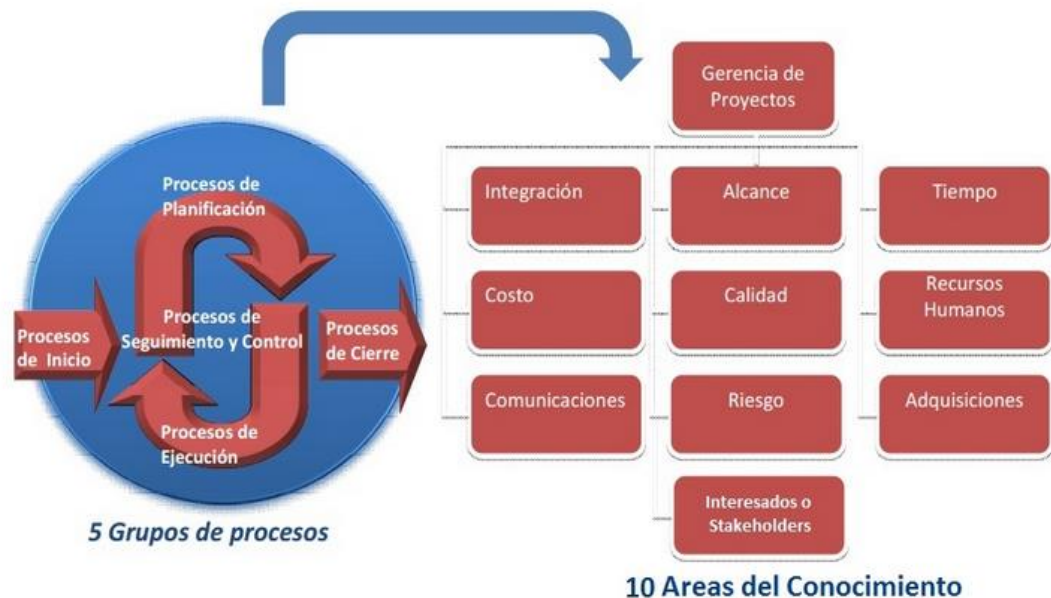 Procesos de
Planificación
Procesos
de Inicio
Procesos de
Seguimiento y Control
Procesos
de Cierre
Procesos de
Ejecución
5 Grupos de procesos
Gerencia de
Proyectos
Integración
Alcance
Tiempo
Costo
Calidad
Recursos
Humanos
Comunicaciones
Riesgo
Adquisiciones
Interesados o
Stakeholders
10 Areas del Conocimiento